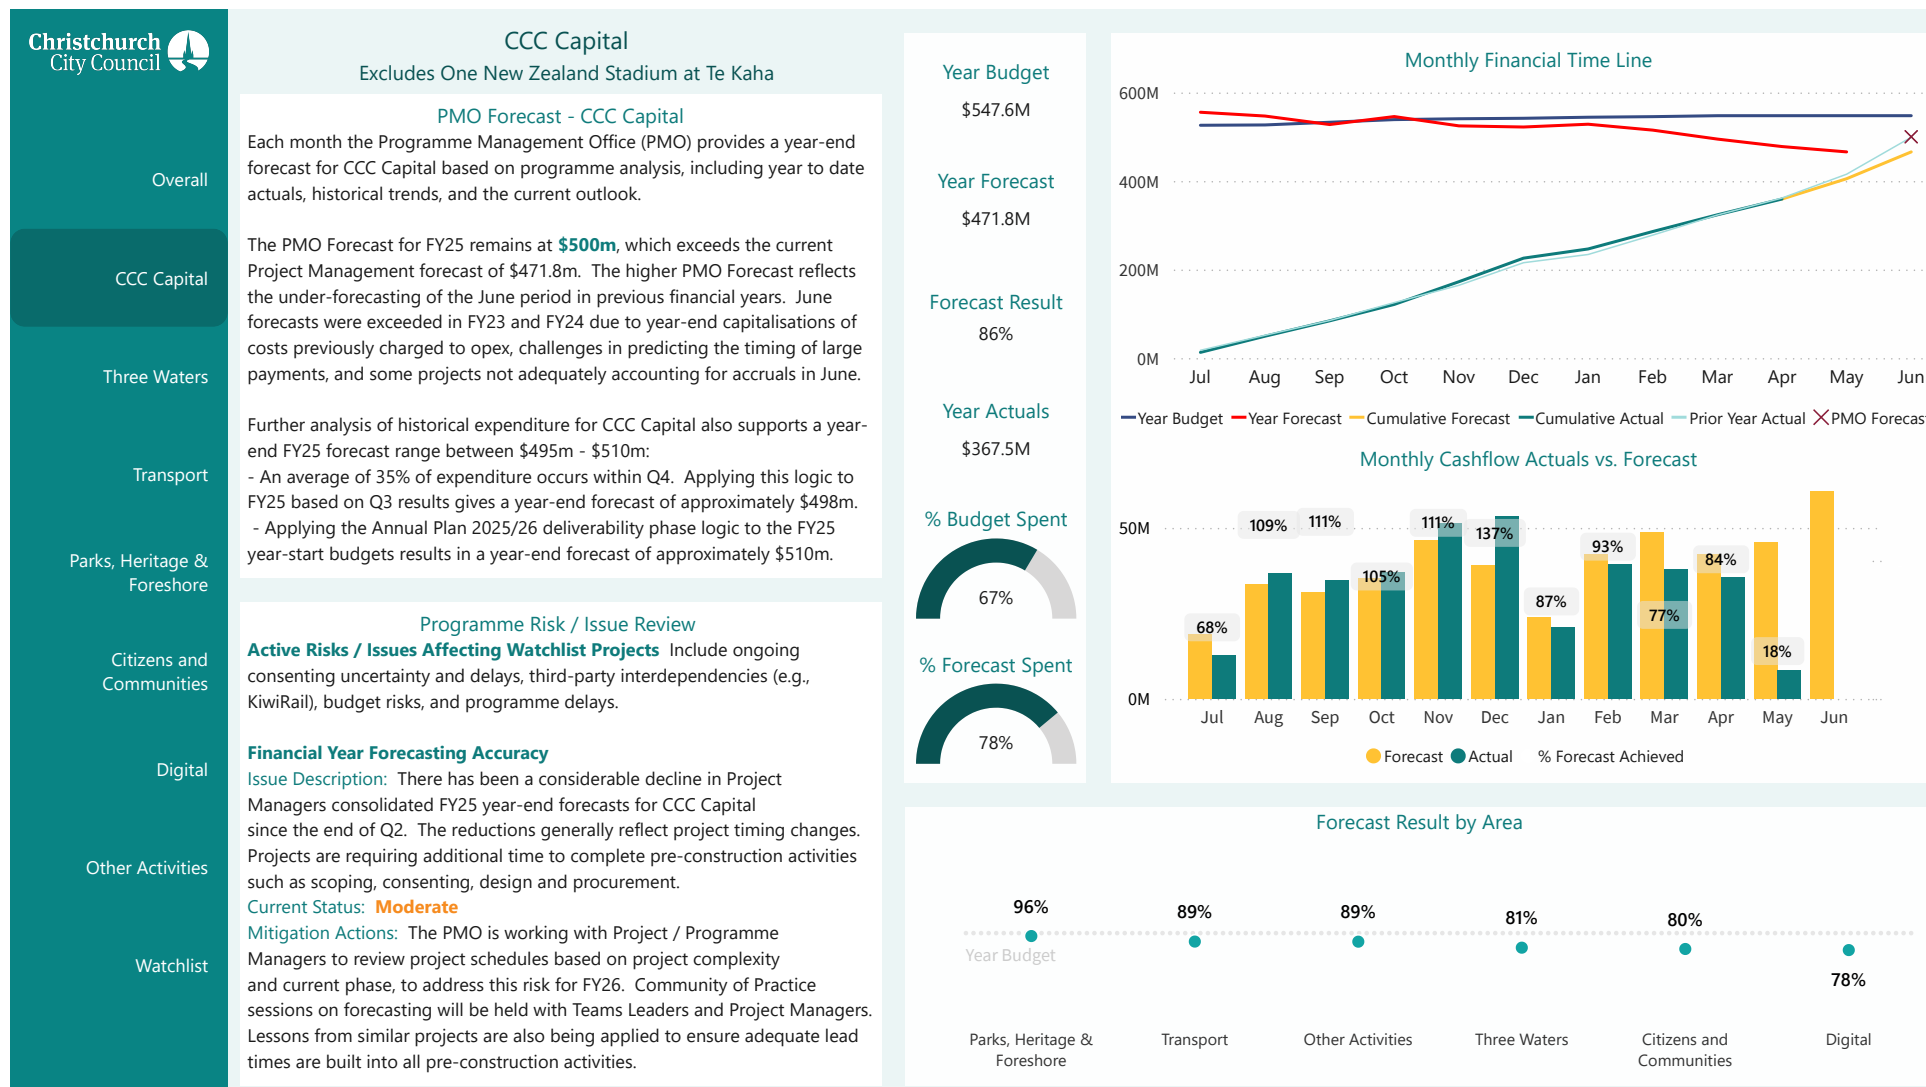 Christchurch
City Council
Overall
CCC Capital
Three Waters
Transport
Parks, Heritage &
Foreshore
Citizens and
Communities
Digital
Other Activities
Watchlist
CCC Capital
Excludes One New Zealand Stadium at Te Kaha
PMO Forecast - CCC Capital
Each month the Programme Management Office (PMO) provides a year-end
forecast for CCC Capital based on programme analysis, including year to date
actuals, historical trends, and the current outlook.
The PMO Forecast for FY25 remains at $500m, which exceeds the current
Project Management forecast of $471.8m. The higher PMO Forecast reflects
the under-forecasting of the June period in previous financial years. June
forecasts were exceeded in FY23 and FY24 due to year-end capitalisations of
costs previously charged to opex, challenges in predicting the timing of large
payments, and some projects not adequately accounting for accruals in June.
Further analysis of historical expenditure for CCC Capital also supports a year-
end FY25 forecast range between $495m - $510m:
- An average of 35% of expenditure occurs within Q4. Applying this logic to
FY25 based on Q3 results gives a year-end forecast of approximately $498m.
- Applying the Annual Plan 2025/26 deliverability phase logic to the FY25
year-start budgets results in a year-end forecast of approximately $510m.
Programme Risk / Issue Review
Active Risks / Issues Affecting Watchlist Projects Include ongoing
consenting uncertainty and delays, third-party interdependencies (e.g.,
KiwiRail), budget risks, and programme delays.
Financial Year Forecasting Accuracy
Issue Description: There has been a considerable decline in Project
Managers consolidated FY25 year-end forecasts for CCC Capital
since the end of Q2. The reductions generally reflect project timing changes.
Projects are requiring additional time to complete pre-construction activities
such as scoping, consenting, design and procurement.
Current Status: Moderate
Mitigation Actions: The PMO is working with Project / Programme
Managers to review project schedules based on project complexity
and current phase, to address this risk for FY26. Community of Practice
sessions on forecasting will be held with Teams Leaders and Project Managers.
Lessons from similar projects are also being applied to ensure adequate lead
times are built into all pre-construction activities.
Year Budget
$547.6M
Year Forecast
$471.8M
Forecast Result
86%
Year Actuals
$367.5M
% Budget Spent
67%
% Forecast Spent
78%
Monthly Financial Time Line
600M
400M
200M
0M
Jul Aug Sep Oct Nov Dec Jan Feb Mar Apr May Jun
Year Budget Year Forecast Cumulative Forecast Cumulative Actual Prior Year Actual PMO Forecas
Monthly Cashflow Actuals vs. Forecast
50M
0M
68% 109% 111% 105% 111% 137% 87% 93% 77% 84% 18%
Jul Aug Sep Oct Nov Dec Jan Feb Mar Apr May Jun
Forecast Actual % Forecast Achieved
Forecast Result by Area
96% 89% 89% 81% 80% 78%
Year Budget
Parks, Heritage &
Foreshore
Transport
Other Activities
Three Waters
Citizens and
Communities
Digital